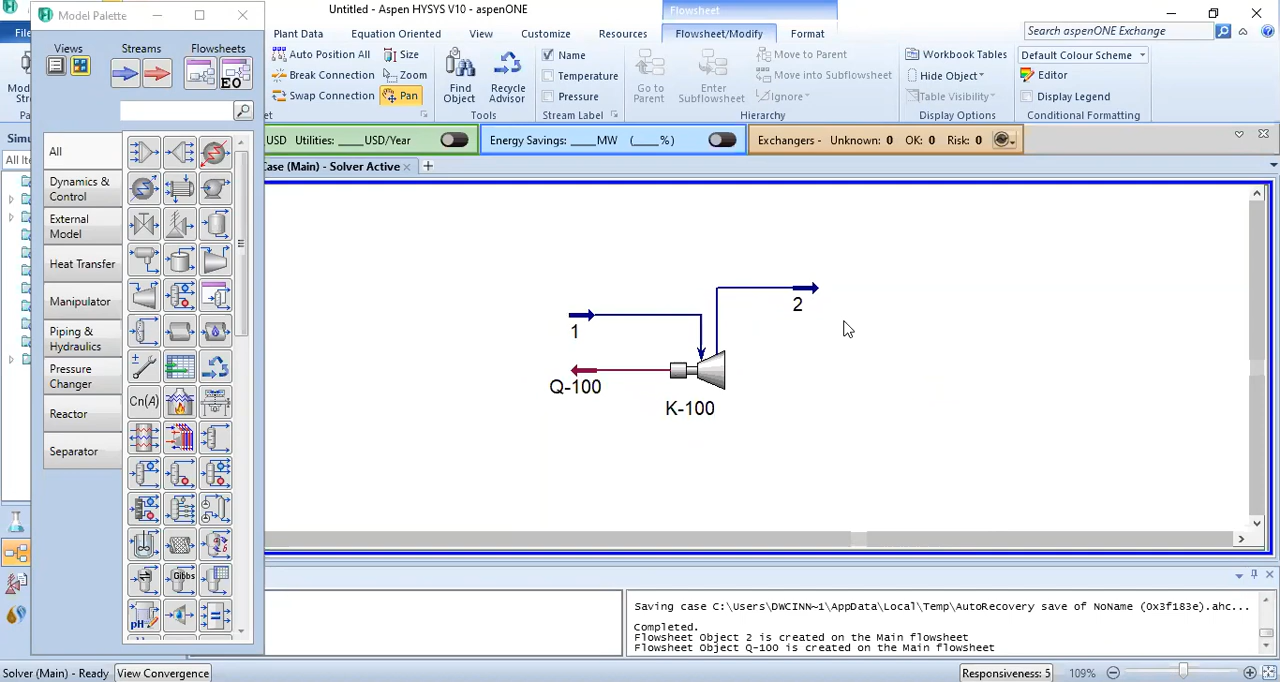 Model Palette
Untitled - Aspen HYSYS V10 - aspenONE
Flowsheet
Plant Data
Equation Oriented
View
Customize
Resources
Flowsheet/Modify
Format
Search aspenONE Exchange
Views
Streams
Flowsheets
EO
Auto Position All
Break Connection
Swap Connection
Size
Zoom
Pan
Find
Object
Recycle
Advisor
Tools
Name
Temperature
Pressure
Stream Label
Go to
Parent
Enter
Subflowsheet
Move to Parent
Move into Subflowsheet
Ignore
Hierarchy
Workbook Tables
Hide Object
Table Visibility
Display Options
Default Colour Scheme
Editor
Display Legend
Conditional Formatting
USD Utilities: ____USD/Year
Energy Savings: ____MW (____%)
Exchangers - Unknown: 0 OK: 0 Risk: 0
Case (Main) - Solver Active
All
Dynamics &
Control
External
Model
Heat Transfer
Manipulator
Piping &
Hydraulics
Pressure
Changer
Reactor
Separator
Cn(A)
Gibbs
pH
1
2
Q-100
K-100
Saving case C:\Users\DWCINN~1\AppData\Local\Temp\AutoRecovery save of NoName (0x3f183e).ahc...
Completed.
Flowsheet Object 2 is created on the Main flowsheet
Flowsheet Object Q-100 is created on the Main flowsheet
Solver (Main) - Ready
View Convergence
Responsiveness: 5
109%